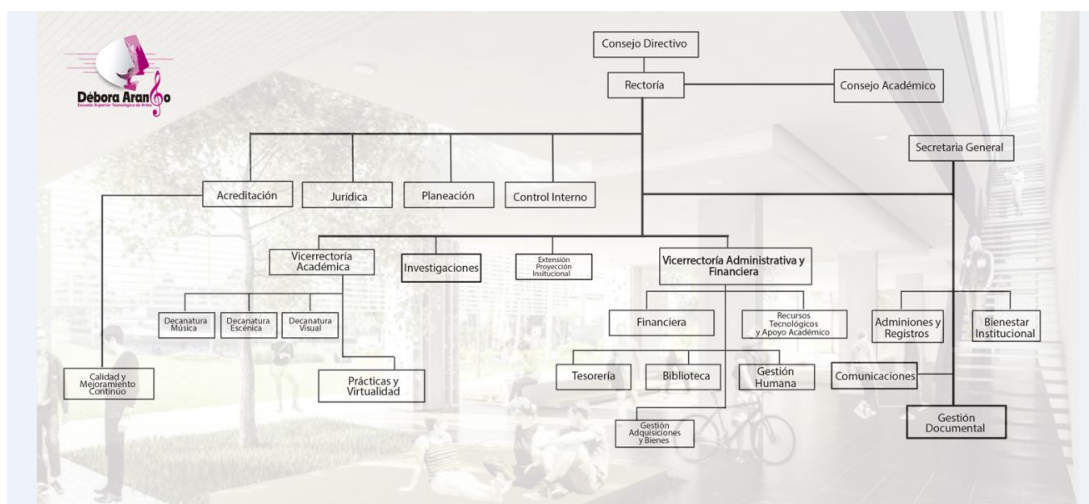 Débora Arango
Escuela Superior Tecnológica de Artes
Consejo Directivo
Rectoría
Consejo Académico
Secretaria General
Acreditación
Jurídica
Planeación
Control Interno
Vicerrectoría
Académica
Investigaciones
Extensión
Proyección
Insitucional
Vicerrectoría Administrativa y
Financiera
Decanatura
Música
Decanatura
Escénica
Decanatura
Visual
Financiera
Recursos
Tecnológicos
y Apoyo Académico
Adminiones y
Registros
Bienestar
Institucional
Calidad y
Mejoramiento
Continúo
Prácticas y
Virtualidad
Tesorería
Biblioteca
Gestión
Humana
Comunicaciones
Gestión
Adquisiciones
y Bienes
Gestión
Documental